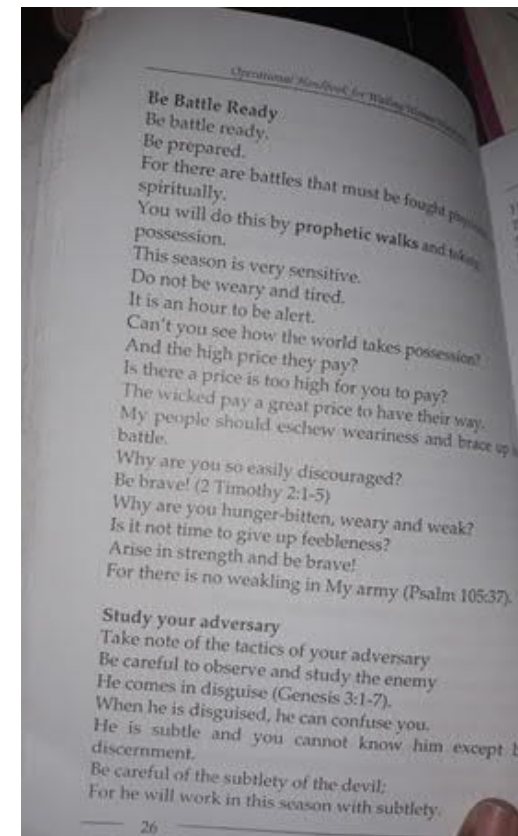 Operational Handbook for Wailing Women
Be Battle Ready
Be battle ready.
Be prepared.
For there are battles that must be fought
spiritually.
You will do this by prophetic walks and taking
possession.
This season is very sensitive.
Do not be weary and tired.
It is an hour to be alert.
Can't you see how the world takes possession?
And the high price they pay?
Is there a price is too high for you to pay?
The wicked pay a great price to have their way.
My people should eschew weariness and brace up
battle.
Why are you so easily discouraged?
Be brave! (2 Timothy 2:1-5)
Why are you hunger-bitten, weary and weak?
Is it not time to give up feebleness?
Arise in strength and be brave!
For there is no weakling in My army (Psalm 105:37).
Study your adversary
Take note of the tactics of your adversary
Be careful to observe and study the enemy
He comes in disguise (Genesis 3:1-7).
When he is disguised, he can confuse you.
He is subtle and you cannot know him except
discernment.
Be careful of the subtlety of the devil;
For he will work in this season with subtlety.
26